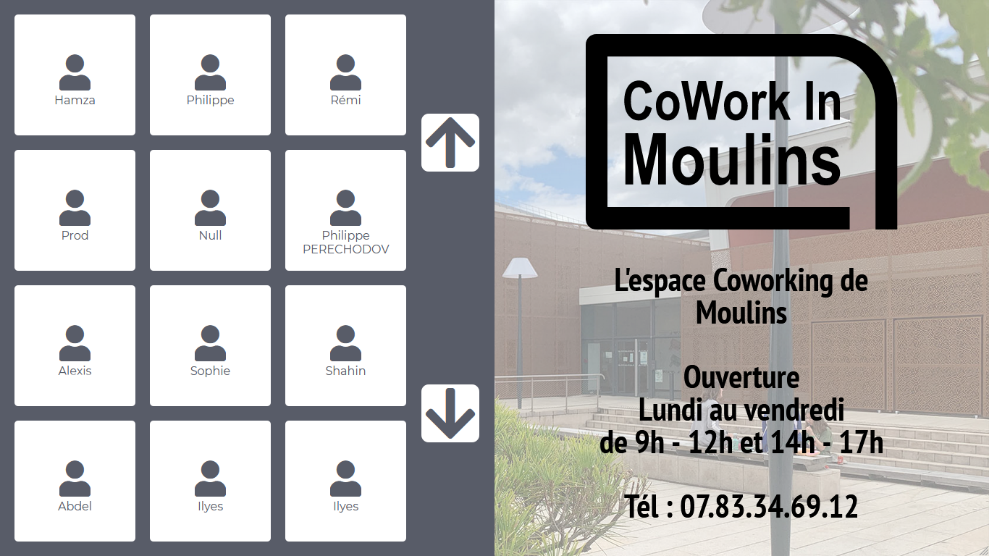 Hamza
Philippe
Rémi
Prod
Null
Philippe
PERECHODOV
Alexis
Sophie
Shahin
Abdel
Ilyes
Ilyes
CoWork In
Moulins
L'espace Coworking de
Moulins
Ouverture
Lundi au vendredi
de 9h - 12h et 14h - 17h
Tél : 07.83.34.69.12